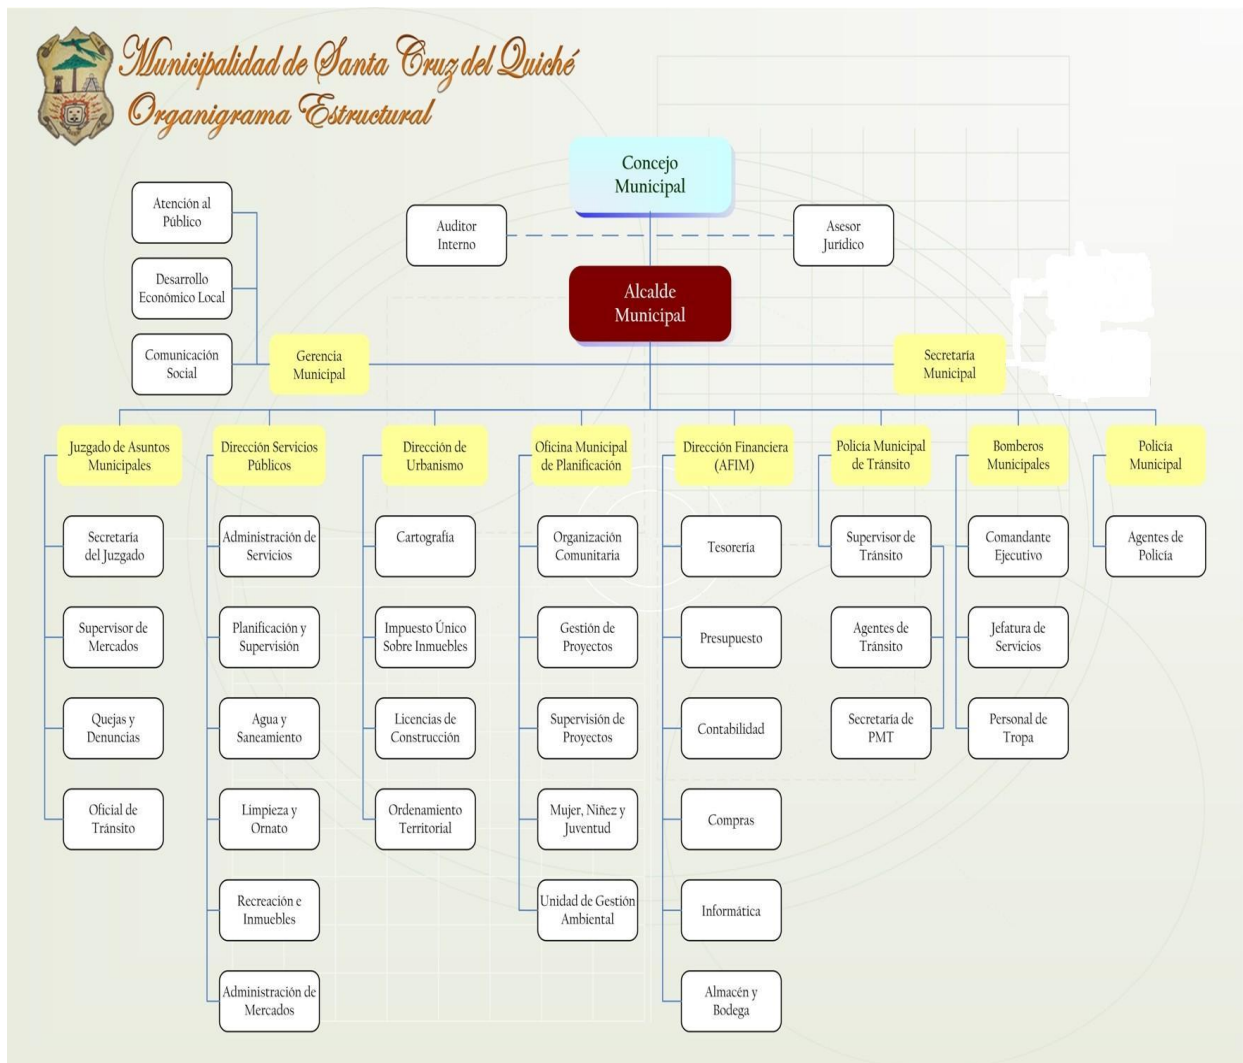 Municipalidad de Santa Cruz del Quiché
Organigrama Estructural
Concejo
Municipal
Atención al
Público
Auditor
Interno
Asesor
Jurídico
Desarrollo
Económico Local
Alcalde
Municipal
Comunicación
Social
Gerencia
Municipal
Secretaría
Municipal
Juzgado de Asuntos
Municipales
Dirección Servicios
Públicos
Dirección de
Urbanismo
Oficina Municipal
de Planificación
Dirección Financiera
(AFIM)
Policía Municipal
de Tránsito
Bomberos
Municipales
Policía
Municipal
Secretaría
del Juzgado
Administración de
Servicios
Cartografía
Organización
Comunitaria
Tesorería
Supervisor de
Tránsito
Comandante
Ejecutivo
Agentes de
Policía
Supervisor de
Mercados
Planificación y
Supervisión
Impuesto Único
Sobre Inmuebles
Gestión de
Proyectos
Presupuesto
Agentes de
Tránsito
Jefatura de
Servicios
Quejas y
Denuncias
Agua y
Saneamiento
Licencias de
Construcción
Supervisión de
Proyectos
Contabilidad
Secretaría de
PMT
Personal de
Tropa
Oficial de
Tránsito
Limpieza y
Ornato
Ordenamiento
Territorial
Mujer, Niñez y
Juventud
Compras
Recreación e
Inmuebles
Unidad de Gestión
Ambiental
Informática
Administración de
Mercados
Almacén y
Bodega